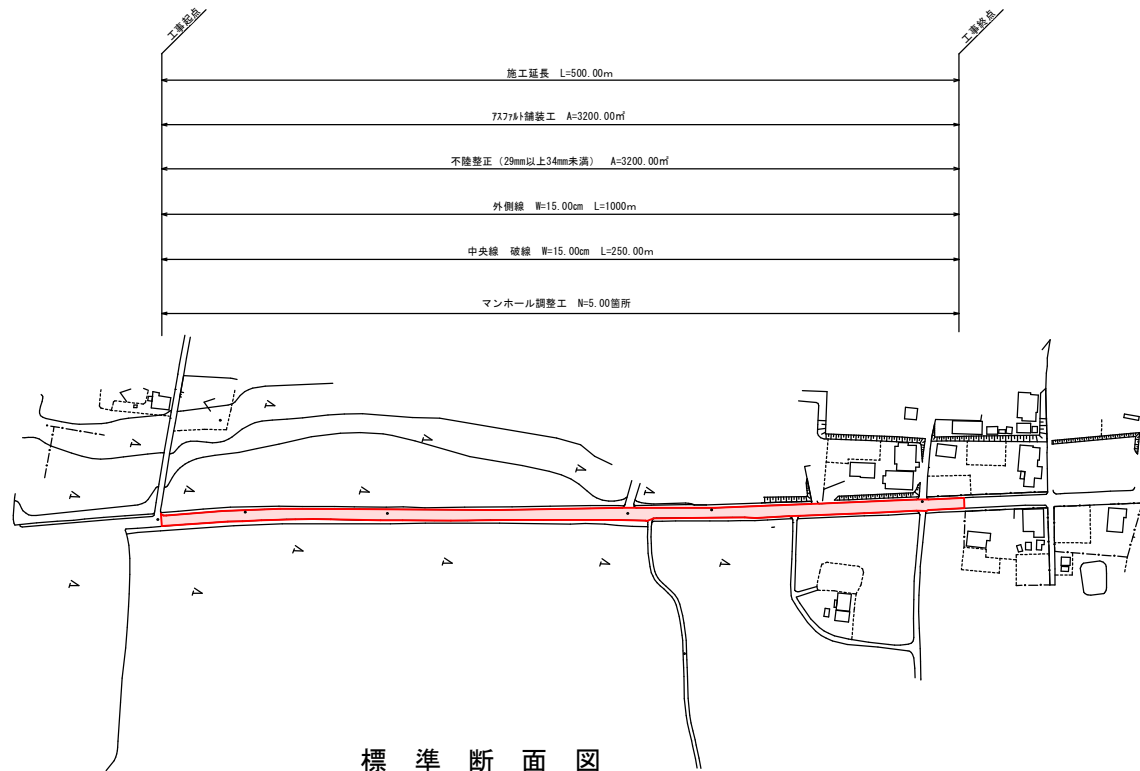 工事起点
工事終点
施工延長 L=500.00m
ｱｽﾌｧﾙﾄ舗装工 A=3200.00㎡
不陸整正（29mm以上34mm未満） A=3200.00㎡
外側線 W=15.00cm L=1000m
中央線 破線 W=15.00cm L=250.00m
マンホール調整工 N=5.00箇所
標準断面図